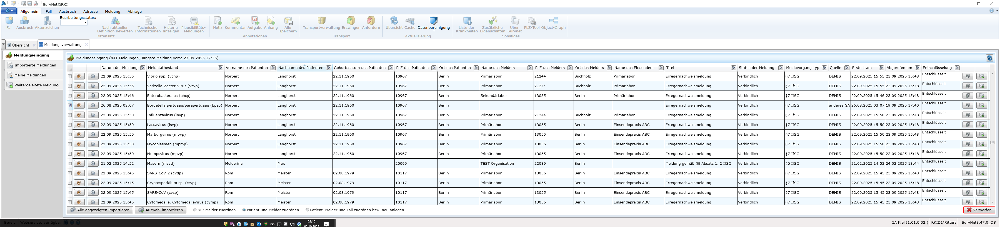 SurvNet@RKI
Allgemein Fall Ausbruch Adresse Meldung Abfrage
Bearbeitungsstatus:
Fall Ausbruch Aktenzeichen Nach aktueller Definition bewerten Technische Informationen Historie anzeigen Plausibilitäts-Meldungen Notiz Kommentar Aufgabe Anhang Alle speichern Transportverwaltung Erzwingen Anfordern Übersicht Cache Datenbereinigung Liste der Krankheiten Zusätzliche Eigenschaften Über Survnet PLZ-Tool Object-Graph
Datensatz Annotationen Transport Aktualisierung Sonstiges
Übersicht Meldungsverwaltung
Meldungseingang
Importierte Meldungen
Meine Meldungen
Weitergeleitete Meldung
Meldungseingang (441 Meldungen, Jüngste Meldung vom: 23.09.2025 17:36)
Datum der Meldung Meldetatbestand Vorname des Patienten Nachname des Patienten Geburtsdatum des Patienten PLZ des Patienten Ort des Patienten Name des Melders PLZ des Melders Ort des Melders Name des Einsenders Titel Status der Meldung Meldevorgangstyp Quelle Erstellt am Abgerufen am Entschlüsselung
22.09.2025 15:55 Vibrio spp. (vchp) Norbert Langhorst 22.11.1960 10967 Berlin Primärlabor 21244 Buchholz Primärlabor Erregernachweismeldung Verbindlich §7 IfSG DEMIS 22.09.2025 15:55 23.09.2025 15:48 Entschlüsselt
22.09.2025 15:55 Varizella-Zoster-Virus (vzvp) Norbert Langhorst 22.11.1960 10967 Berlin Primärlabor 21244 Buchholz Primärlabor Erregernachweismeldung Verbindlich §7 IfSG DEMIS 22.09.2025 15:55 23.09.2025 15:48 Entschlüsselt
22.09.2025 15:46 Enterobacterales (ebcp) Norbert Langhorst 22.11.1960 10967 Berlin Sekundärlabor 13055 Berlin Primärlabor Erregernachweismeldung Verbindlich §7 IfSG DEMIS 22.09.2025 15:46 23.09.2025 15:48 Entschlüsselt
26.08.2025 03:07 Bordetella pertussis/parapertussis (bpsp) Norbert Langhorst 22.11.1960 10967 Berlin Erregernachweismeldung Verbindlich §7 IfSG anderes GA 26.08.2025 03:07 19.09.2025 17:40 Entschlüsselt
22.09.2025 15:50 Influenzavirus (invp) Norbert Langhorst 22.11.1960 10967 Berlin Primärlabor 21244 Buchholz Primärlabor Erregernachweismeldung Verbindlich §7 IfSG DEMIS 22.09.2025 15:50 23.09.2025 15:48 Entschlüsselt
22.09.2025 15:50 Lassavirus (lsvp) Norbert Langhorst 22.11.1960 10967 Berlin Primärlabor 13055 Berlin Einsendepraxis ABC Erregernachweismeldung Verbindlich §7 IfSG DEMIS 22.09.2025 15:50 23.09.2025 15:48 Entschlüsselt
22.09.2025 15:50 Marburgvirus (mbvp) Norbert Langhorst 22.11.1960 10967 Berlin Primärlabor 13055 Berlin Einsendepraxis ABC Erregernachweismeldung Verbindlich §7 IfSG DEMIS 22.09.2025 15:50 23.09.2025 15:48 Entschlüsselt
22.09.2025 15:50 Mycoplasmen (mpmp) Norbert Langhorst 22.11.1960 10967 Berlin Primärlabor 13055 Berlin Einsendepraxis ABC Erregernachweismeldung Verbindlich §7 IfSG DEMIS 22.09.2025 15:50 23.09.2025 15:48 Entschlüsselt
22.09.2025 15:50 Mumpsvirus (mpvp) Norbert Langhorst 22.11.1960 10967 Berlin Primärlabor 13055 Berlin Einsendepraxis ABC Erregernachweismeldung Verbindlich §7 IfSG DEMIS 22.09.2025 15:50 23.09.2025 15:48 Entschlüsselt
21.02.2025 14:52 Masern (msvd) Melderina Max 20099 TEST Organisation 22089 Berlin Meldung gemäß §6 Absatz 1, 2 IfSG Verbindlich §6 IfSG DEMIS 21.02.2025 14:52 24.02.2025 13:44 Entschlüsselt
22.09.2025 15:45 SARS-CoV-2 (cvdp) Rom Meister 02.08.1979 10117 Berlin Primärlabor 13055 Berlin Einsendepraxis ABC Erregernachweismeldung Verbindlich §7 IfSG DEMIS 22.09.2025 15:45 23.09.2025 15:48 Entschlüsselt
22.09.2025 15:45 Cryptosporidium sp. (cryp) Rom Meister 02.08.1979 10117 Berlin Primärlabor 13055 Berlin Einsendepraxis ABC Erregernachweismeldung Verbindlich §7 IfSG DEMIS 22.09.2025 15:45 23.09.2025 15:48 Entschlüsselt
22.09.2025 15:45 SARS-CoV (cvsp) Rom Meister 02.08.1979 10117 Berlin Primärlabor 13055 Berlin Einsendepraxis ABC Erregernachweismeldung Verbindlich §7 IfSG DEMIS 22.09.2025 15:45 23.09.2025 15:48 Entschlüsselt
22.09.2025 15:45 Cytomegalie, Cytomegalievirus (cymp) Rom Meister 02.08.1979 10117 Berlin Primärlabor 13055 Berlin Einsendepraxis ABC Erregernachweismeldung Verbindlich §7 IfSG DEMIS 22.09.2025 15:45 23.09.2025 15:48 Entschlüsselt
Alle angezeigten importieren Auswahl importieren Nur Melder zuordnen Patient und Melder zuordnen Patient, Melder und Fall zuordnen bzw. neu anlegen Verwerfen
Bereit Webservice: verfügbar 08:19 GA Kiel (1.01.0.02.) RKID1\Ritters SurvNet3.47.0_QS
02.10.2025